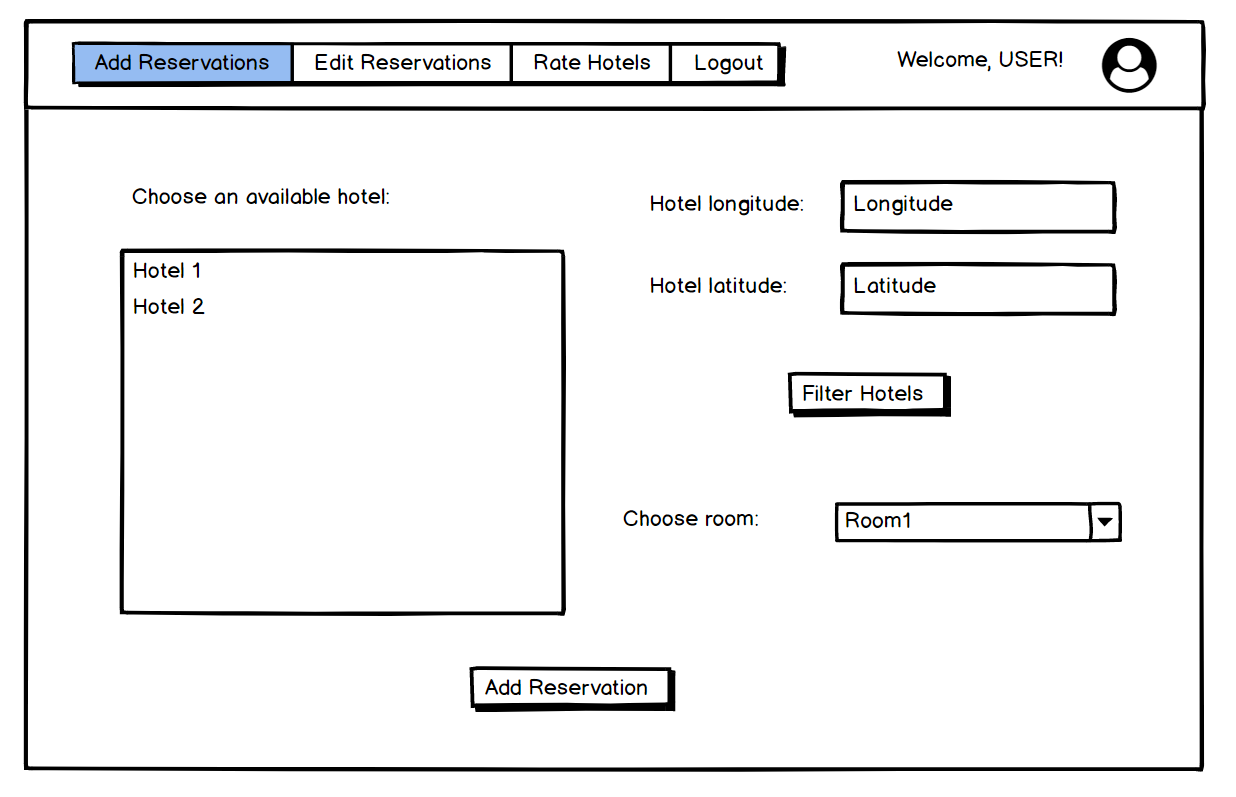 Add Reservations
Edit Reservations
Rate Hotels
Logout
Welcome, USER!
Choose an available hotel:
Hotel 1
Hotel 2
Hotel longitude:
Longitude
Hotel latitude:
Latitude
Filter Hotels
Choose room:
Room1
Add Reservation